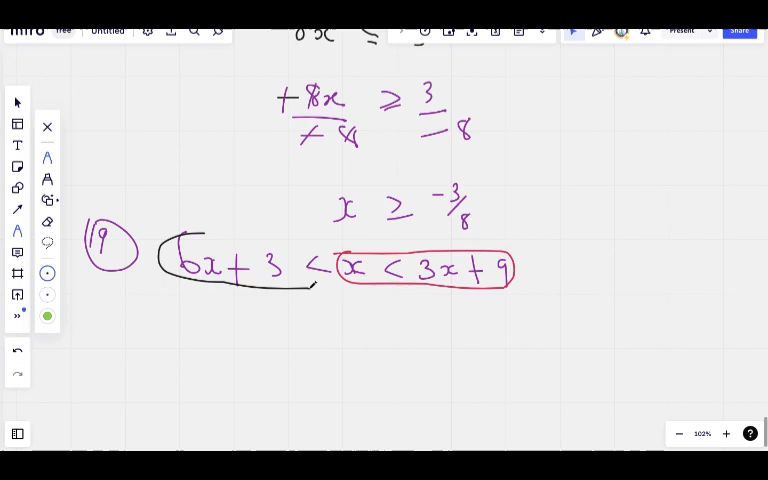 miro free Untitled Present Share
+ 8x ≥ 3
− 8 − 8
x ≥ -3/8
19
6x + 3 < x < 3x + 9
102%